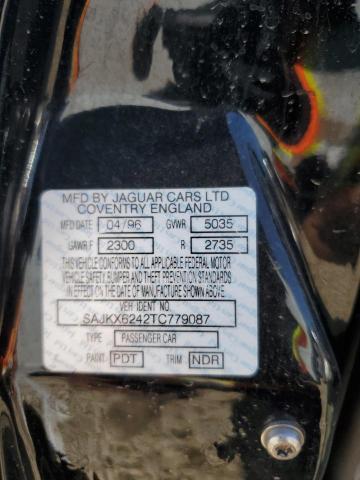 MFD BY JAGUAR CARS LTD
COVENTRY ENGLAND
MFD DATE 04/96 GVWR 5035
GAWR F 2300 R 2735
THIS VEHICLE CONFORMS TO ALL APPLICABLE FEDERAL MOTOR
VEHICLE SAFETY, BUMPER AND THEFT PREVENTION STANDARDS
IN EFFECT ON THE DATE OF MANUFACTURE SHOWN ABOVE
VEH IDENT NO.
SAJKX6242TC779087
TYPE PASSENGER CAR
PAINT PDT TRIM NDR